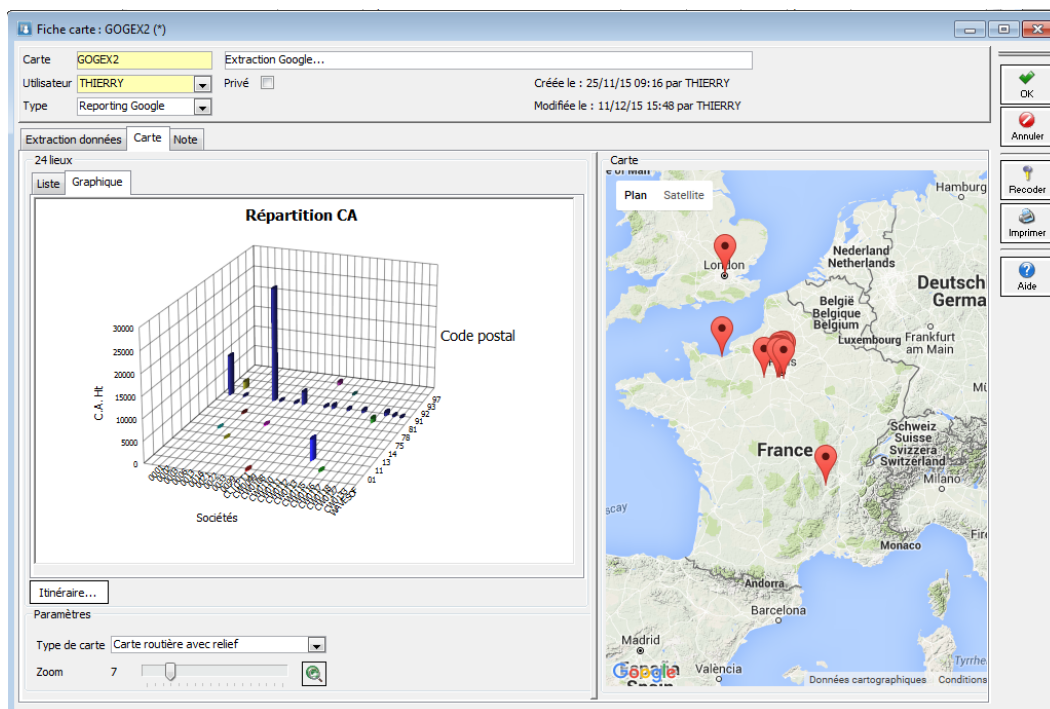 Fiche carte : GOGEX2 (*)
Carte GOGEX2 Extraction Google...
Utilisateur THIERRY Privé Créée le : 25/11/15 09:16 par THIERRY
Type Reporting Google Modifiée le : 11/12/15 15:48 par THIERRY
OK
Annuler
Recoder
Imprimer
Aide
Extraction données Carte Note
24 lieux
Liste Graphique
Répartition CA
30000
25000
20000
15000
10000
5000
0
C.A. Ht
Code postal
97
93
92
91
81
78
75
14
13
11
01
Sociétés
Itinéraire...
Paramètres
Type de carte Carte routière avec relief
Zoom 7
Carte
Plan Satellite
Hamburg
London
Nederland
Netherlands
Deutsch
Germa
België
Belgique
Belgium
Luxembourg
Frankfurt
am Main
Schweiz
Suisse
Svizzera
Switzerland
France
Milano
Monaco
Andorra
Barcelona
Madrid
España
Spain
València
Tyrrhe
Google
Données cartographiques Conditions